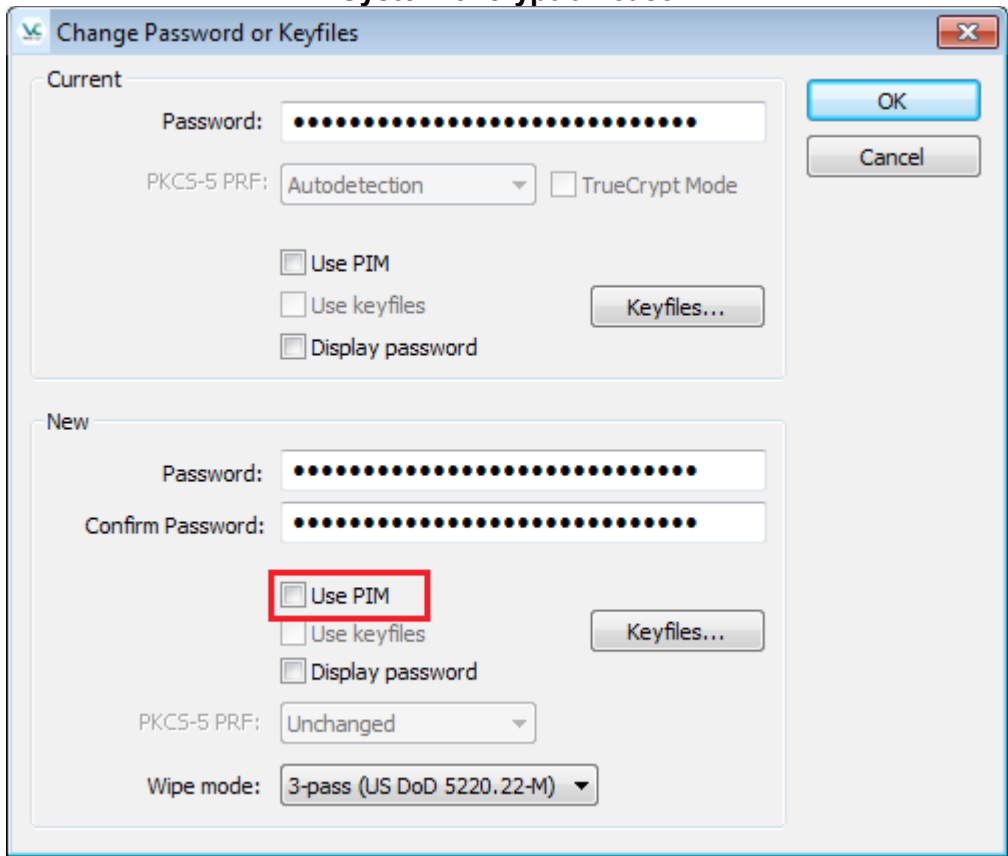 Change Password or Keyfiles
Current
OK
Password: ••••••••••••••••••••••••••••••
Cancel
PKCS-5 PRF: Autodetection TrueCrypt Mode
Use PIM
Use keyfiles Keyfiles...
Display password
New
Password: ••••••••••••••••••••••••••••••
Confirm Password: ••••••••••••••••••••••••••••••
Use PIM
Use keyfiles Keyfiles...
Display password
PKCS-5 PRF: Unchanged
Wipe mode: 3-pass (US DoD 5220.22-M)